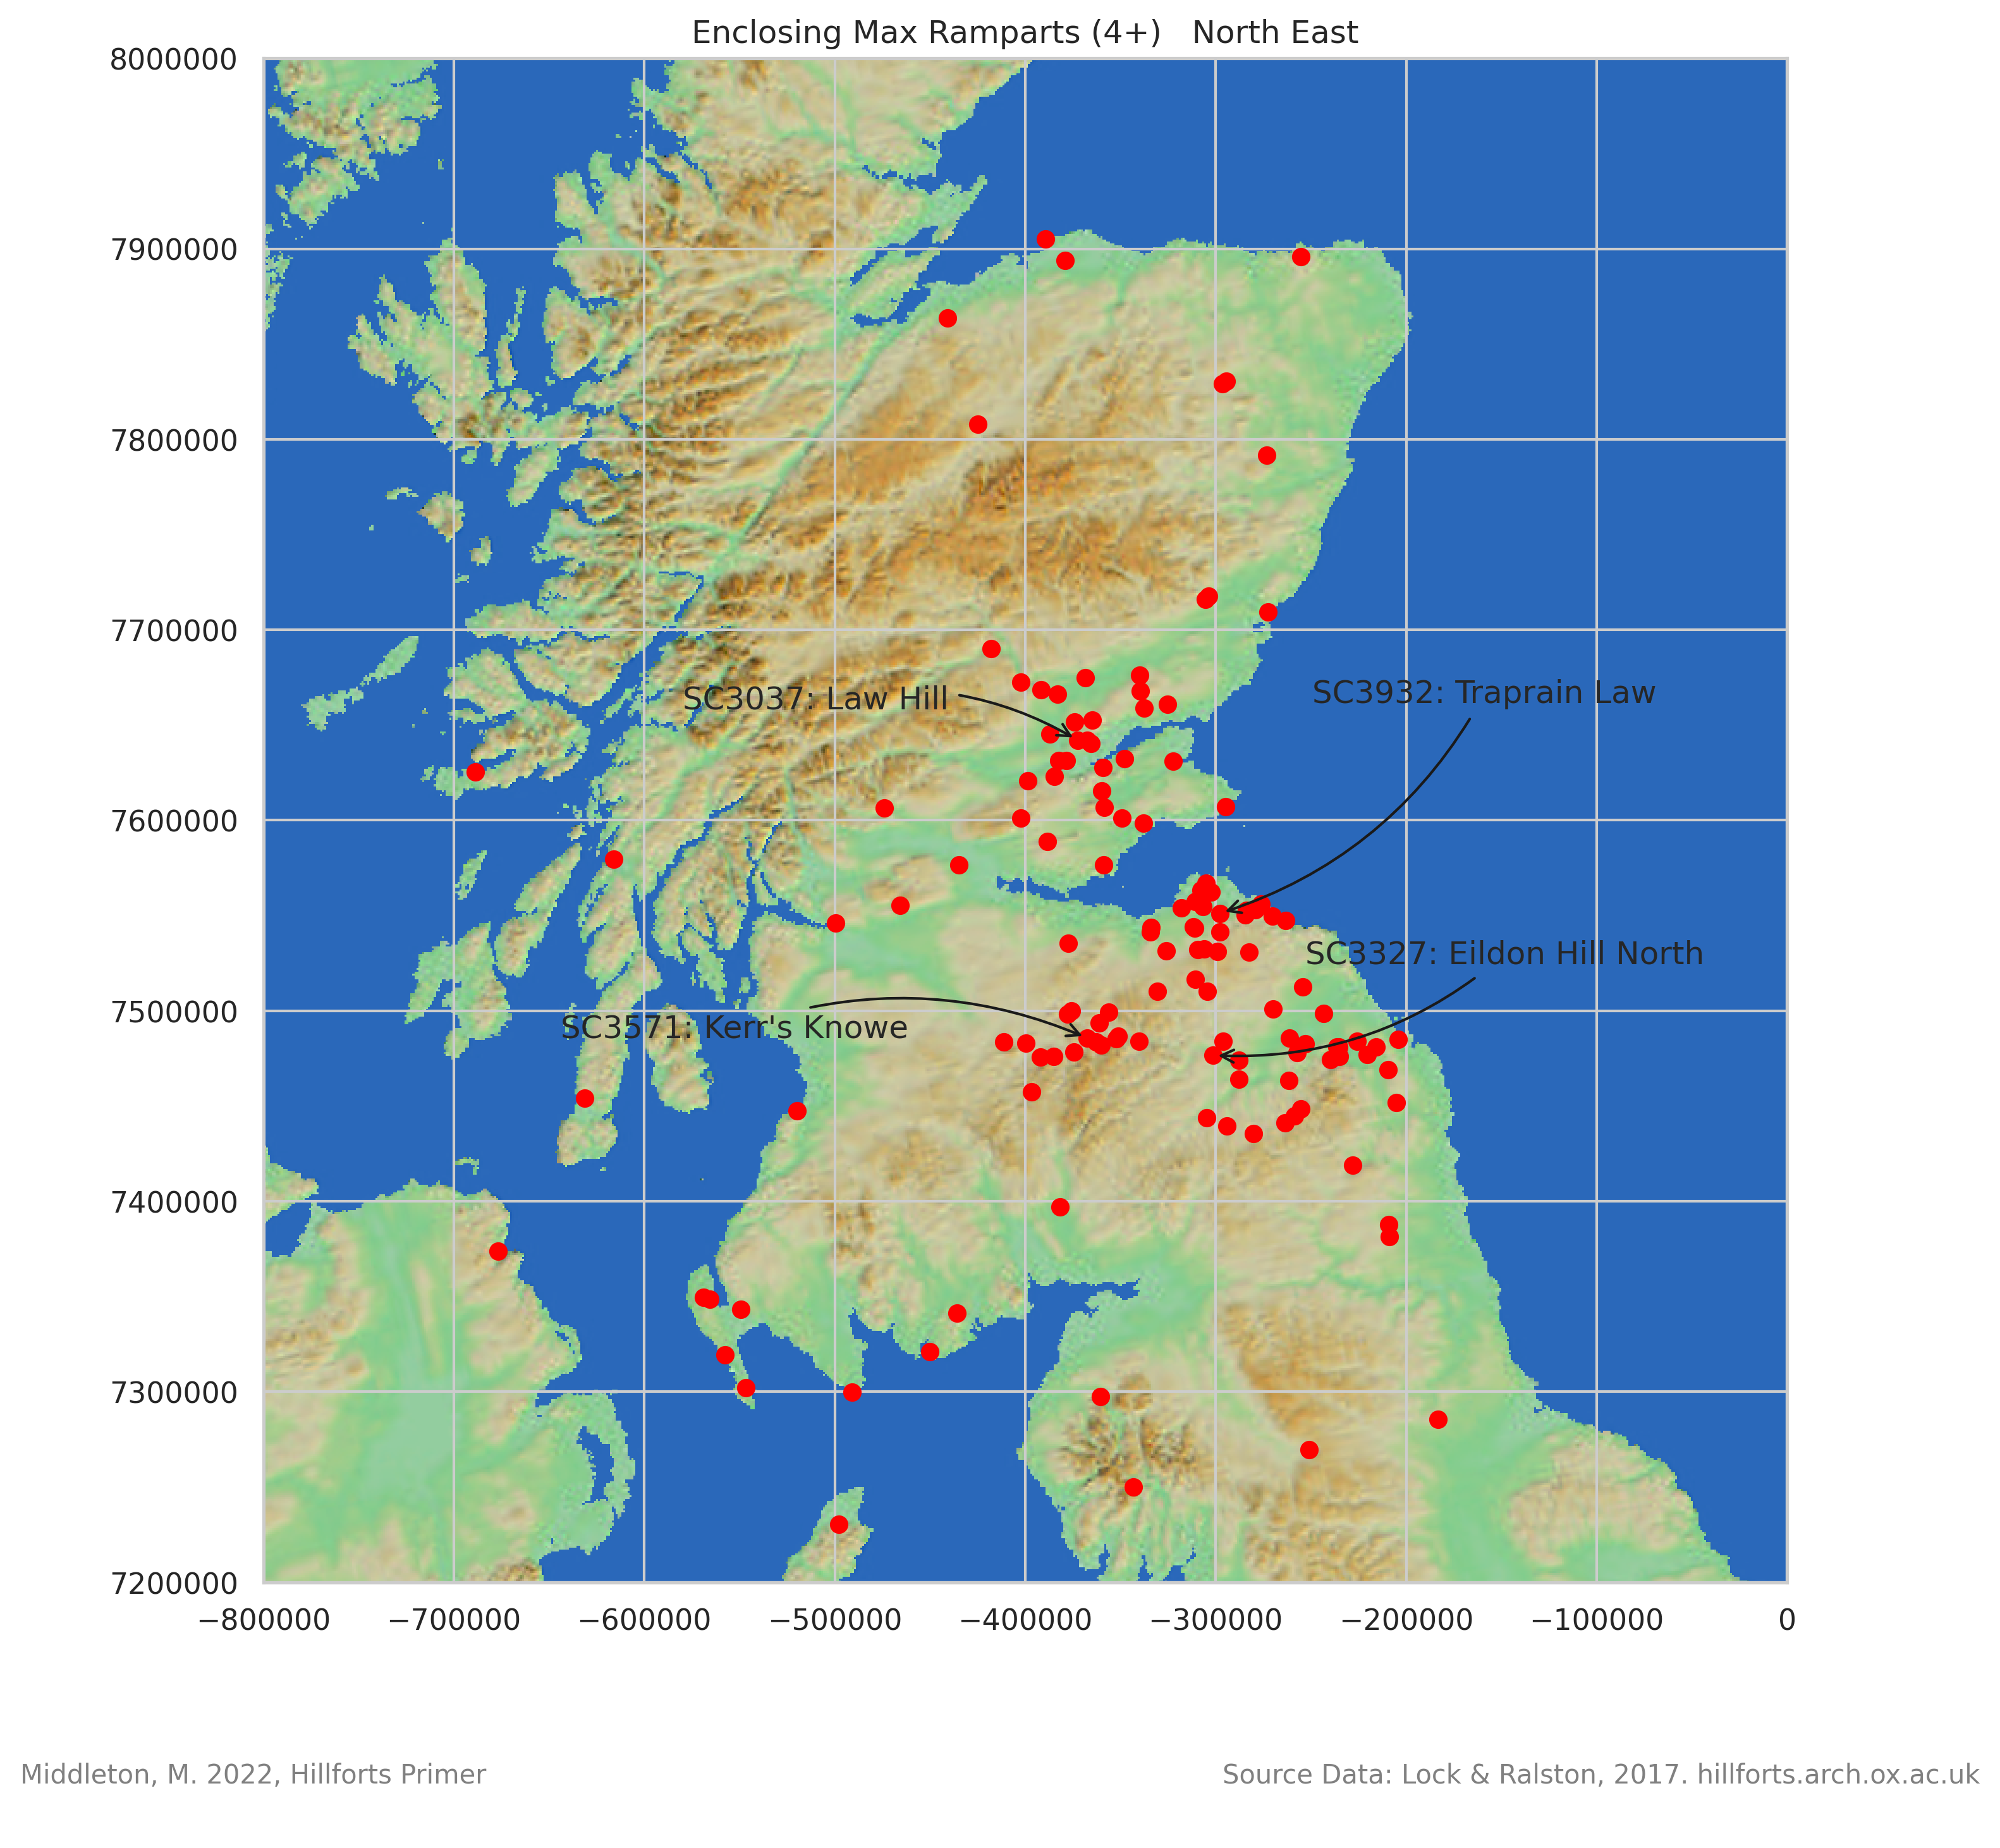 Enclosing Max Ramparts (4+)   North East
8000000
7900000
7800000
7700000
7600000
7500000
7400000
7300000
7200000
SC3037: Law Hill
SC3932: Traprain Law
SC3327: Eildon Hill North
SC3571: Kerr's Knowe
−800000
−700000
−600000
−500000
−400000
−300000
−200000
−100000
0
Middleton, M. 2022, Hillforts Primer
Source Data: Lock & Ralston, 2017. hillforts.arch.ox.ac.uk